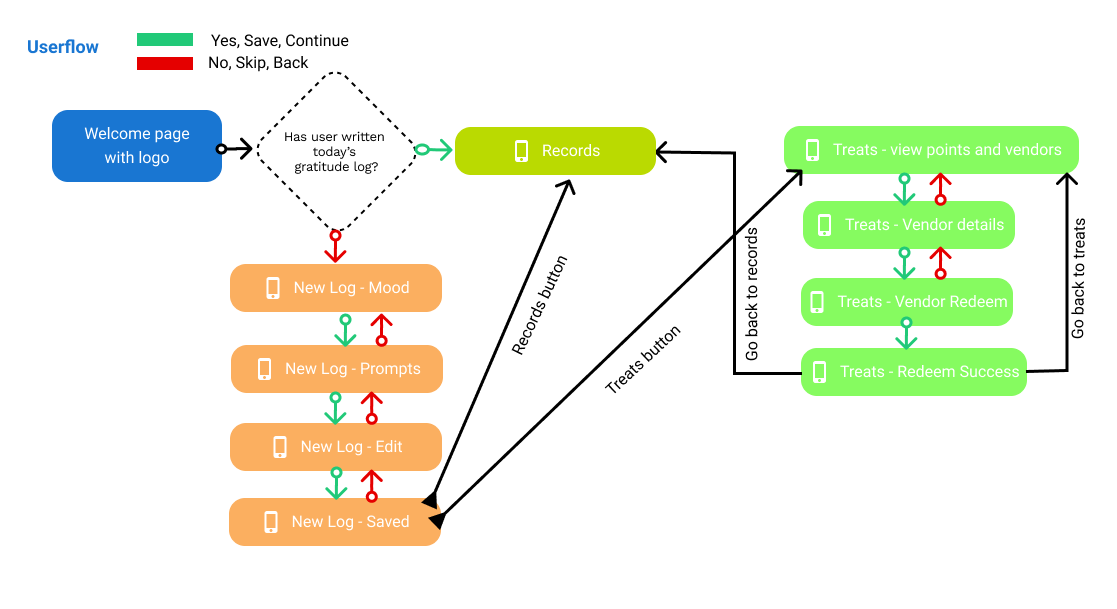 Userflow
Yes, Save, Continue
No, Skip, Back
Welcome page
with logo
Has user written
today's
gratitude log?
Records
New Log - Mood
New Log - Prompts
New Log - Edit
New Log - Saved
Records button
Treats button
Go back to records
Treats - view points and vendors
Treats - Vendor details
Treats - Vendor Redeem
Treats - Redeem Success
Go back to treats